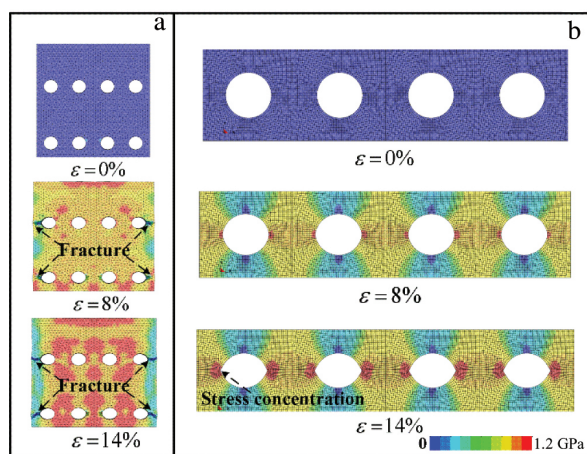 a
ε=0%
Fracture
ε=8%
Fracture
ε=14%
b
ε=0%
ε=8%
Stress concentration
ε=14%
0 1.2 GPa